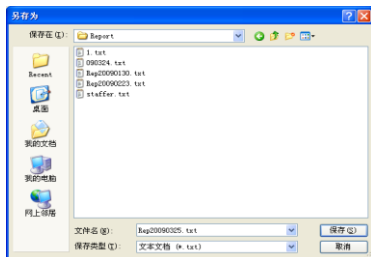 另存为
保存在(I):
Report
1.txt
090324.txt
Rep20090130.txt
Rep20090223.txt
staffer.txt
Recent
桌面
我的文档
我的电脑
网上邻居
文件名(N):
Rep20090325.txt
保存(S)
保存类型(T):
文本文档 (*.txt)
取消